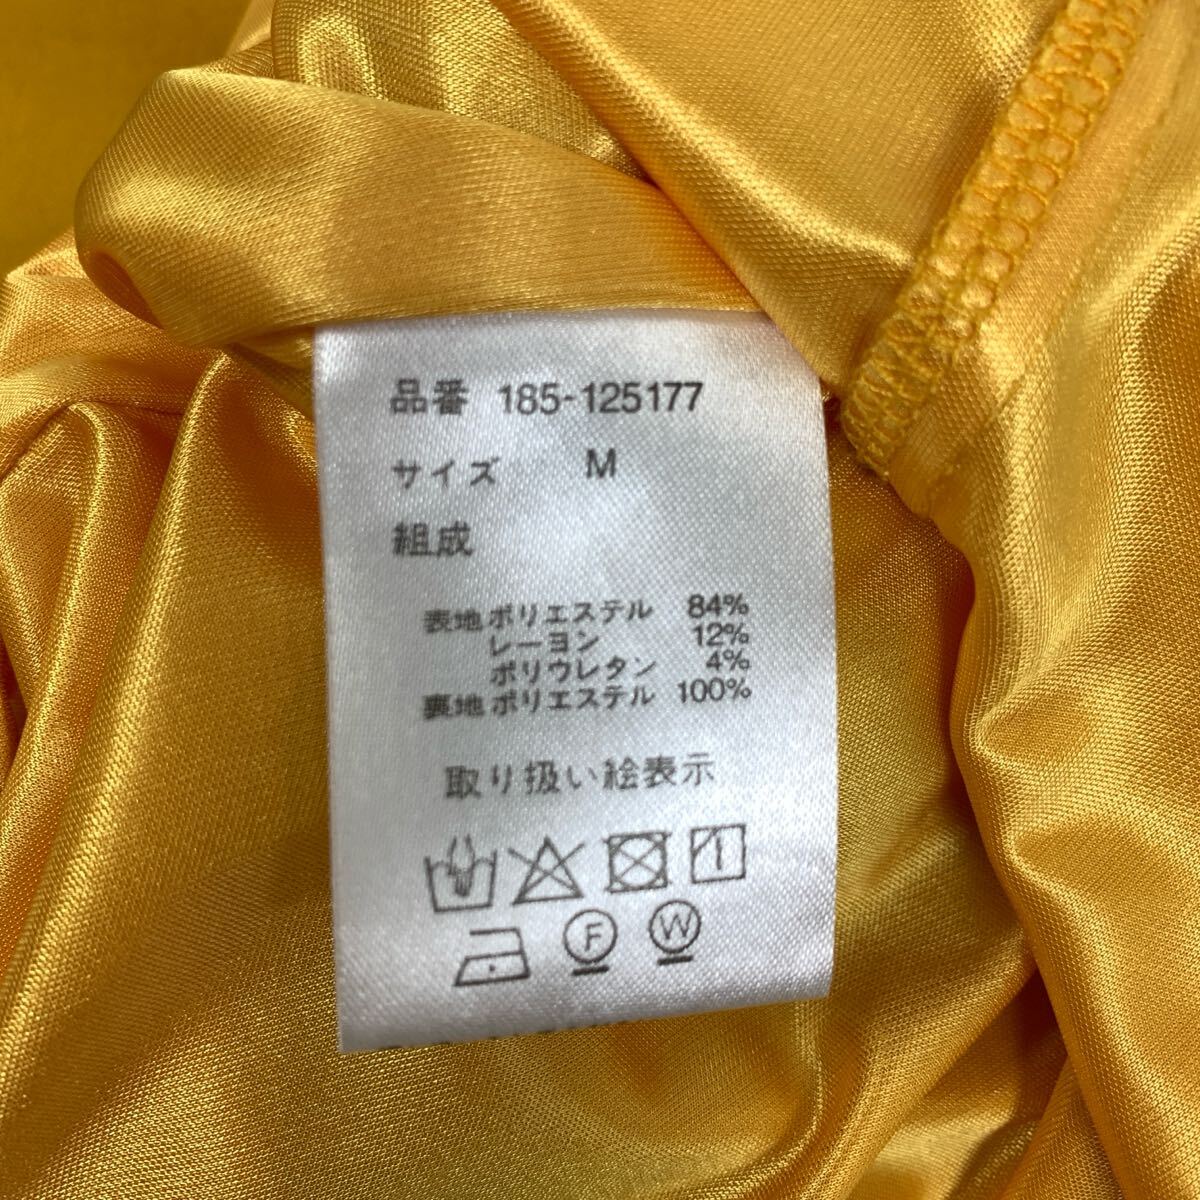 品番 185-125177
サイズ M
組成
表地 ポリエステル 84%
レーヨン 12%
ポリウレタン 4%
裏地 ポリエステル 100%
取り扱い絵表示
F W